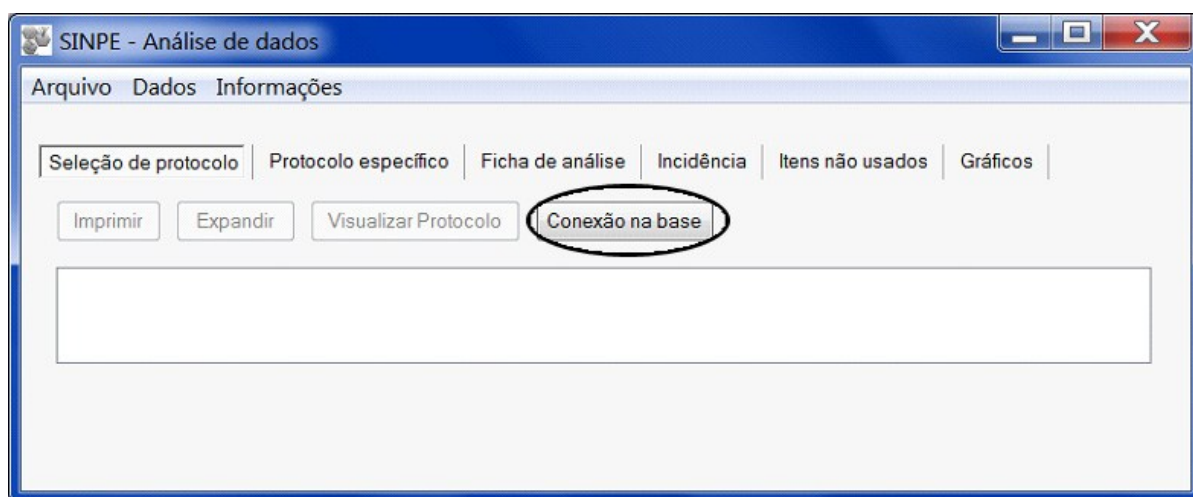 SINPE - Análise de dados
Arquivo Dados Informações
Seleção de protocolo Protocolo específico Ficha de análise Incidência Itens não usados Gráficos
Imprimir Expandir Visualizar Protocolo Conexão na base